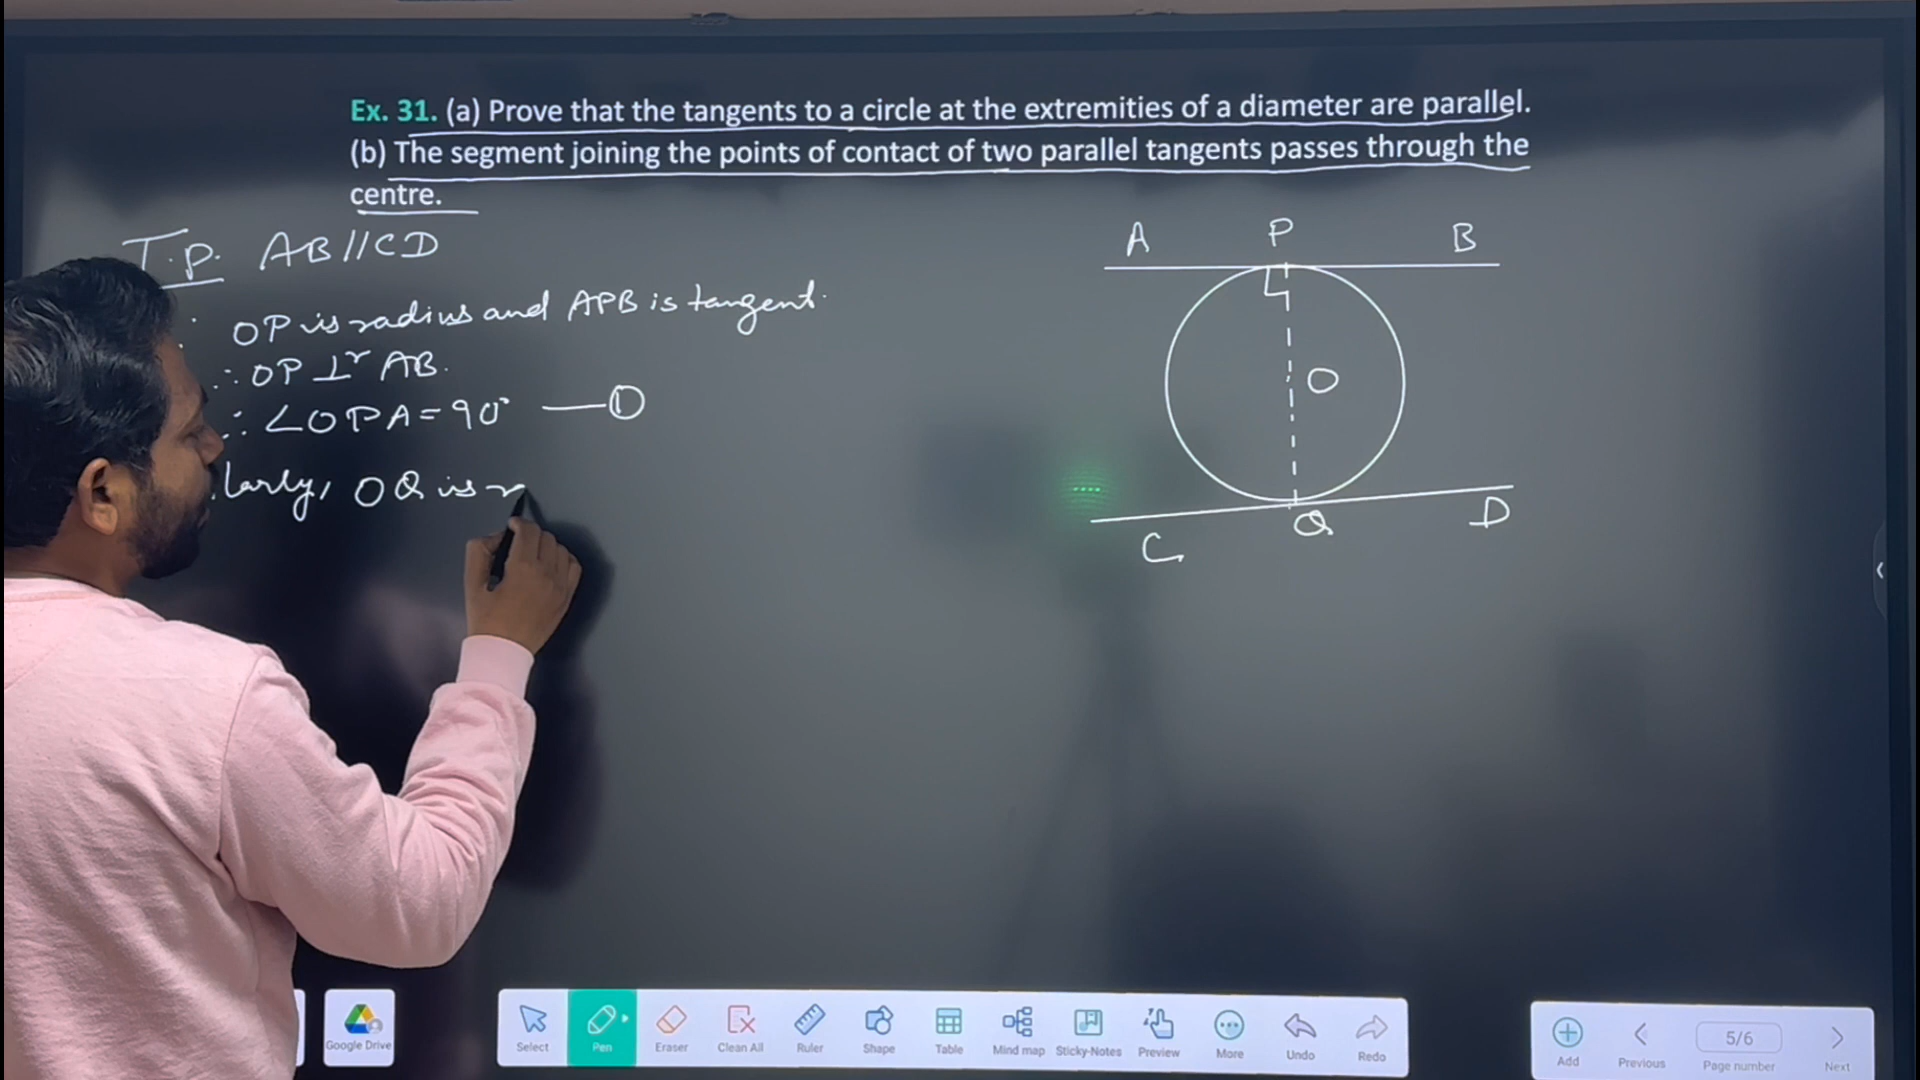 Ex. 31. (a) Prove that the tangents to a circle at the extremities of a diameter are parallel.
(b) The segment joining the points of contact of two parallel tangents passes through the
centre.
T.P. AB//CD
∵ OP is radius and APB is tangent.
∴ OP ⊥r AB.
∴ ∠OPA = 90° —①
larly, OQ is r
A P B
O
C Q D
Google Drive
Select Pen Eraser Clean All Ruler Shape Table Mind map Sticky-Notes Preview More Undo Redo
Add Previous 5/6 Page number Next